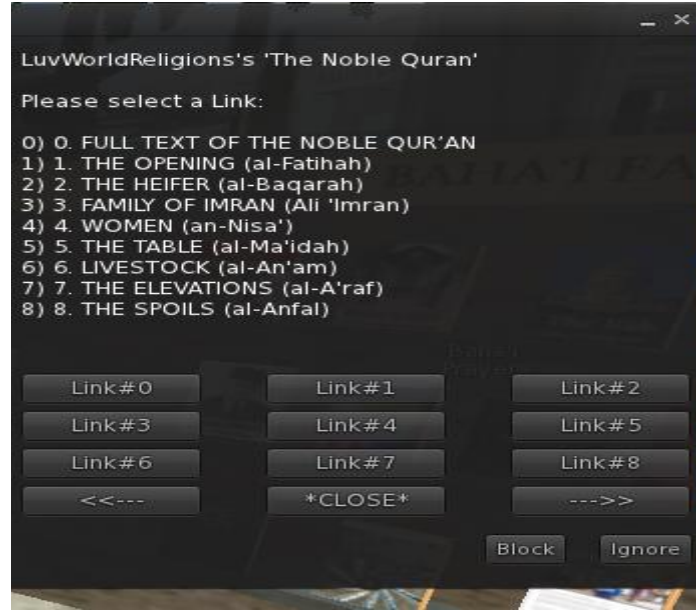 LuvWorldReligions's 'The Noble Quran'
Please select a Link:
0) 0. FULL TEXT OF THE NOBLE QUR’AN
1) 1. THE OPENING (al-Fatihah)
2) 2. THE HEIFER (al-Baqarah)
3) 3. FAMILY OF IMRAN (Ali 'Imran)
4) 4. WOMEN (an-Nisa')
5) 5. THE TABLE (al-Ma'idah)
6) 6. LIVESTOCK (al-An'am)
7) 7. THE ELEVATIONS (al-A'raf)
8) 8. THE SPOILS (al-Anfal)
BAHA'I FA
Prayer
Link#0 Link#1 Link#2
Link#3 Link#4 Link#5
Link#6 Link#7 Link#8
<<--- *CLOSE* --->>
Block Ignore